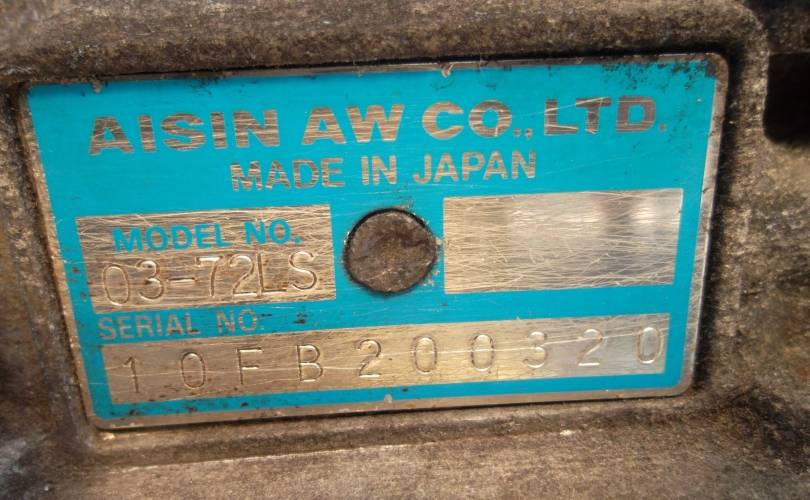 AISIN AW CO., LTD.
MADE IN JAPAN
MODEL NO.
03-72LS
SERIAL NO.
10FB200320